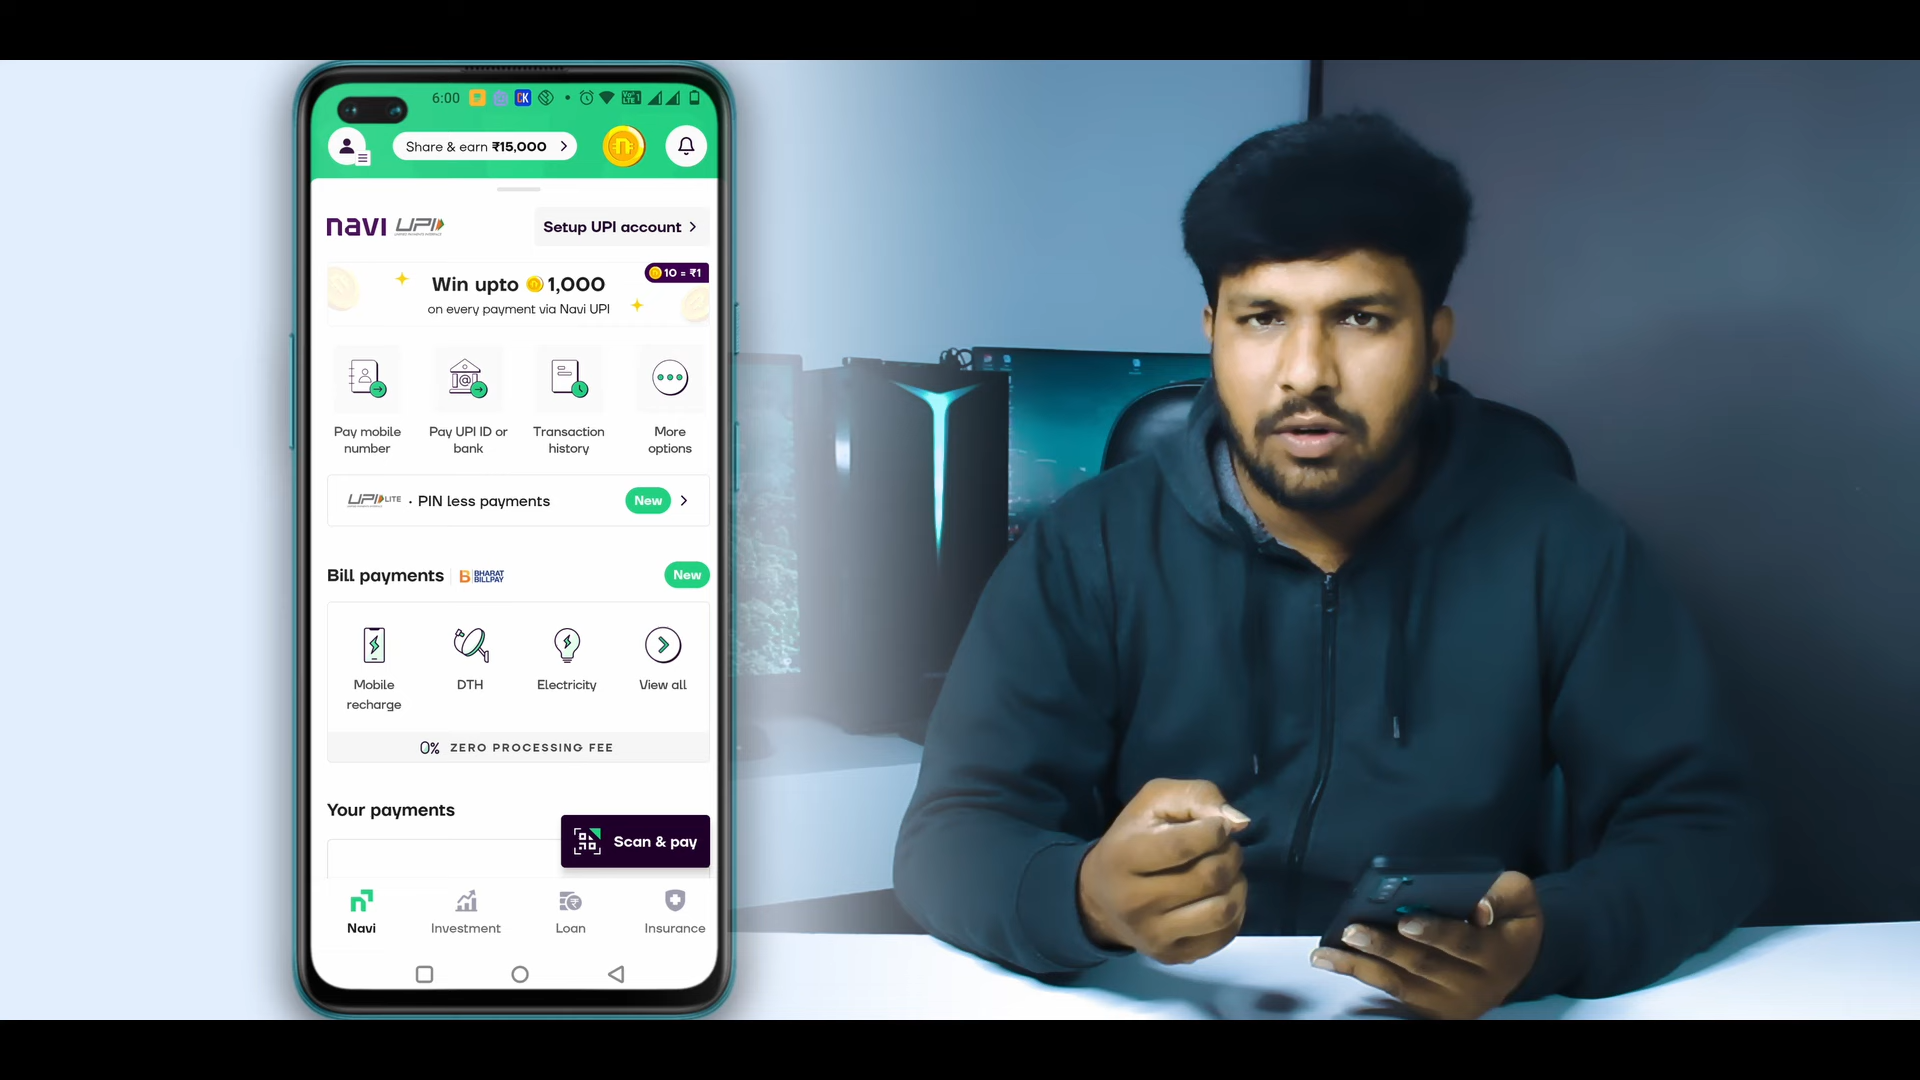 6:00
CK
Share & earn ₹15,000
navi UPI
Setup UPI account
10 = ₹1
Win upto 1,000
on every payment via Navi UPI
Pay mobile number
Pay UPI ID or bank
Transaction history
More options
UPI LITE · PIN less payments
New
Bill payments
BHARAT BILLPAY
New
Mobile recharge
DTH
Electricity
View all
0% ZERO PROCESSING FEE
Your payments
Scan & pay
Navi
Investment
Loan
Insurance